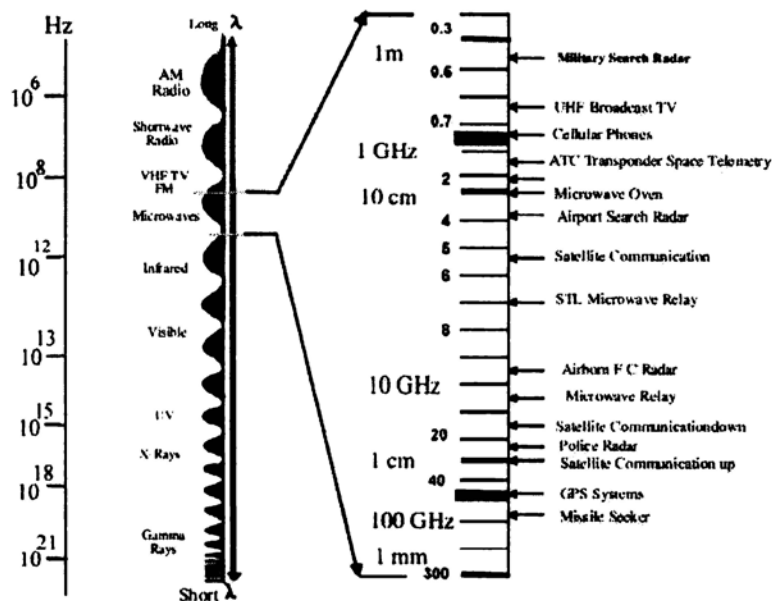 Hz
Long λ
AM
Radio
10^6
Shortwave
Radio
10^8
VHF TV
FM
Microwaves
10^12
Infrared
Visible
10^13
10^15
UV
X-Rays
10^18
Gamma
Rays
10^21
Short λ
0.3
1m
0.6
0.7
1 GHz
2
10 cm
4
5
6
8
10 GHz
20
1 cm
40
100 GHz
1 mm
300
Military Search Radar
UHF Broadcast TV
Cellular Phones
ATC Transponder Space Telemetry
Microwave Oven
Airport Search Radar
Satellite Communication
STL Microwave Relay
Airborn F C Radar
Microwave Relay
Satellite Communicationdown
Police Radar
Satellite Communication up
GPS Systems
Missile Seeker